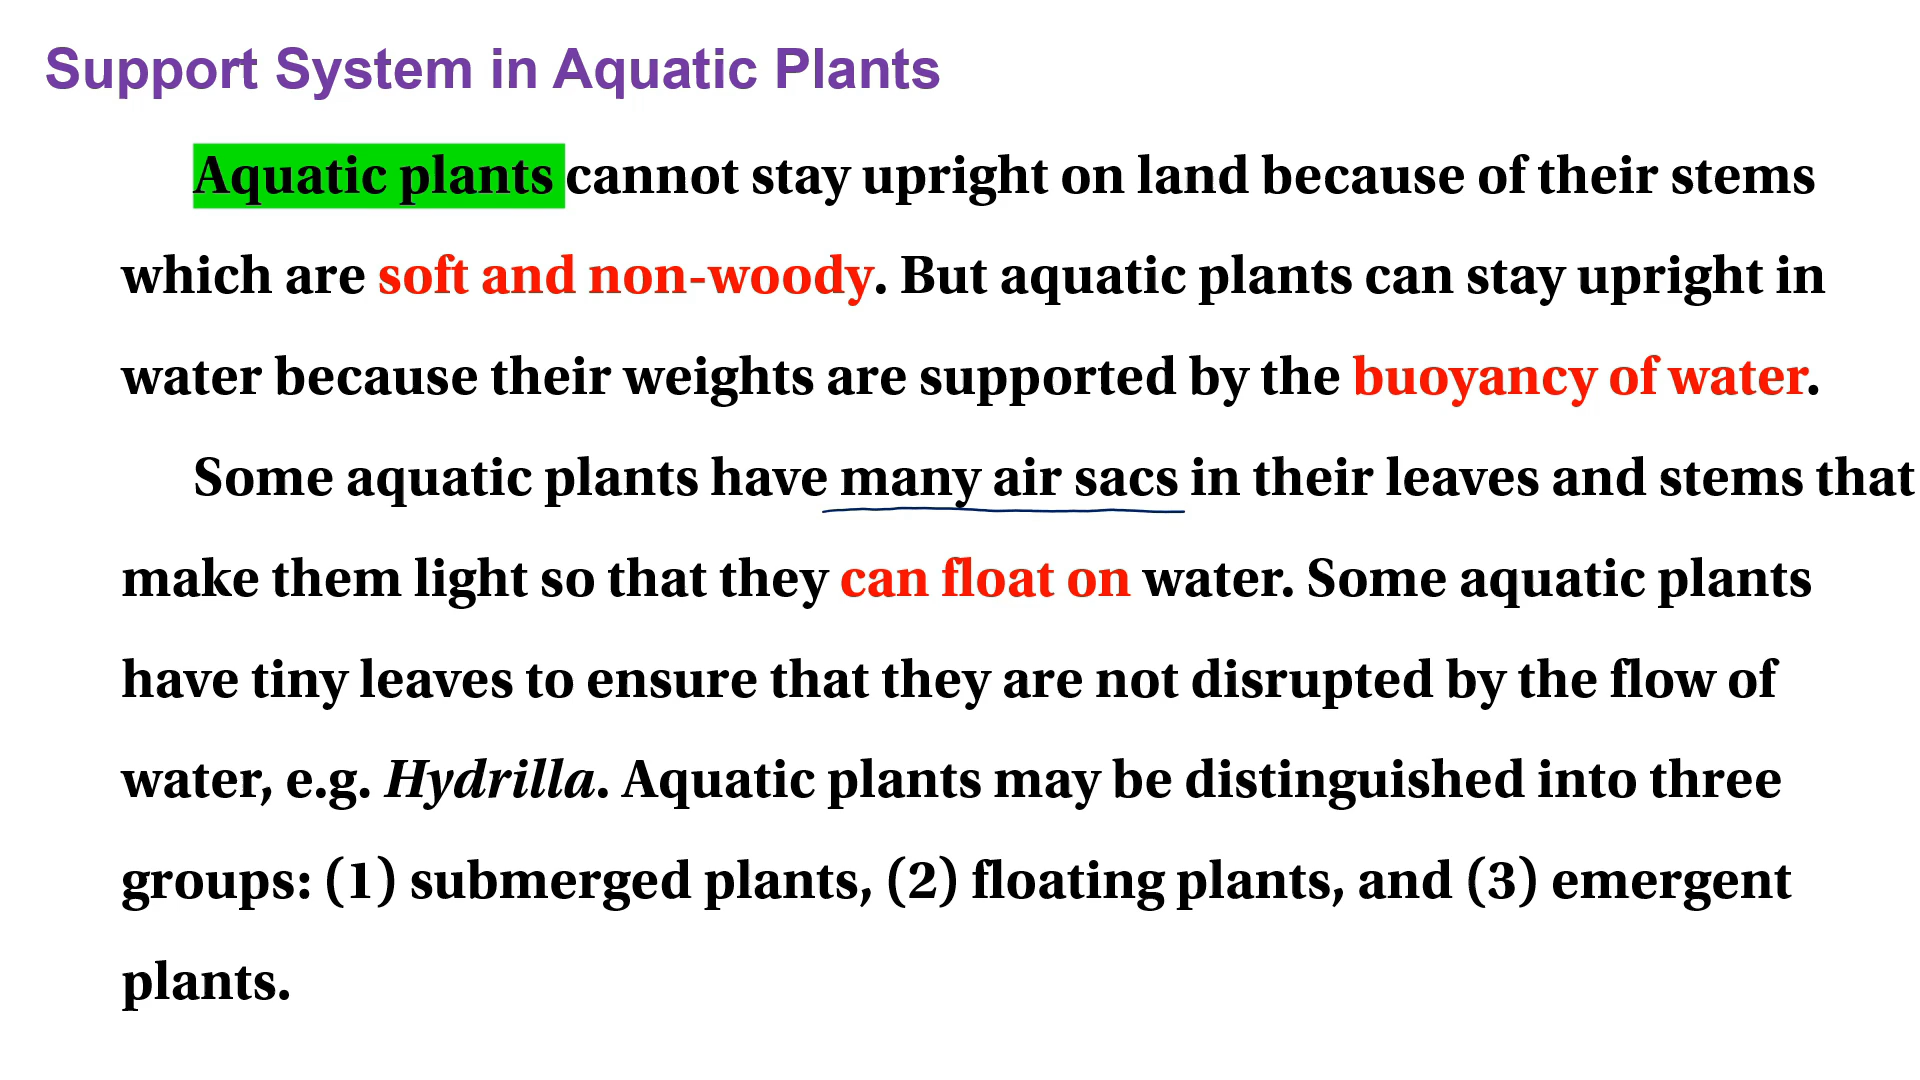 Support System in Aquatic Plants
Aquatic plants cannot stay upright on land because of their stems
which are soft and non-woody. But aquatic plants can stay upright in
water because their weights are supported by the buoyancy of water.
Some aquatic plants have many air sacs in their leaves and stems that
make them light so that they can float on water. Some aquatic plants
have tiny leaves to ensure that they are not disrupted by the flow of
water, e.g. Hydrilla. Aquatic plants may be distinguished into three
groups: (1) submerged plants, (2) floating plants, and (3) emergent
plants.